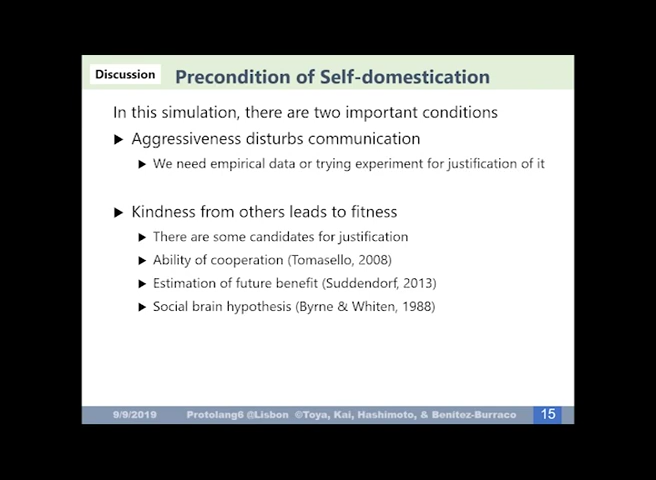 Discussion
Precondition of Self-domestication
In this simulation, there are two important conditions
▶ Aggressiveness disturbs communication
▶ We need empirical data or trying experiment for justification of it
▶ Kindness from others leads to fitness
▶ There are some candidates for justification
▶ Ability of cooperation (Tomasello, 2008)
▶ Estimation of future benefit (Suddendorf, 2013)
▶ Social brain hypothesis (Byrne & Whiten, 1988)
9/9/2019 Protolang6 @Lisbon ©Toya, Kai, Hashimoto, & Benítez-Burraco 15